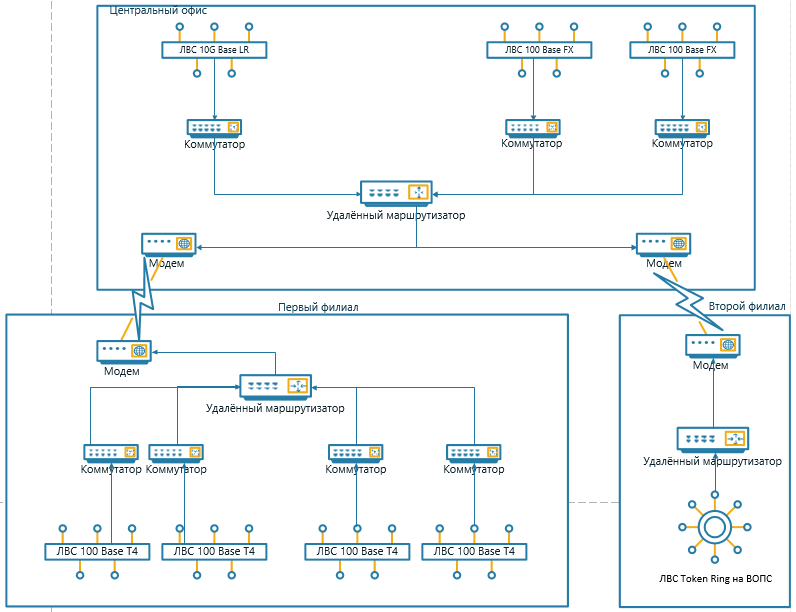 Центральный офис
ЛВС 10G Base LR
ЛВС 100 Base FX
ЛВС 100 Base FX
Коммутатор
Коммутатор
Коммутатор
Удалённый маршрутизатор
Модем
Модем
Первый филиал
Второй филиал
Модем
Модем
Удалённый маршрутизатор
Удалённый маршрутизатор
Коммутатор
Коммутатор
Коммутатор
Коммутатор
ЛВС 100 Base T4
ЛВС 100 Base T4
ЛВС 100 Base T4
ЛВС 100 Base T4
ЛВС Token Ring на ВОПС